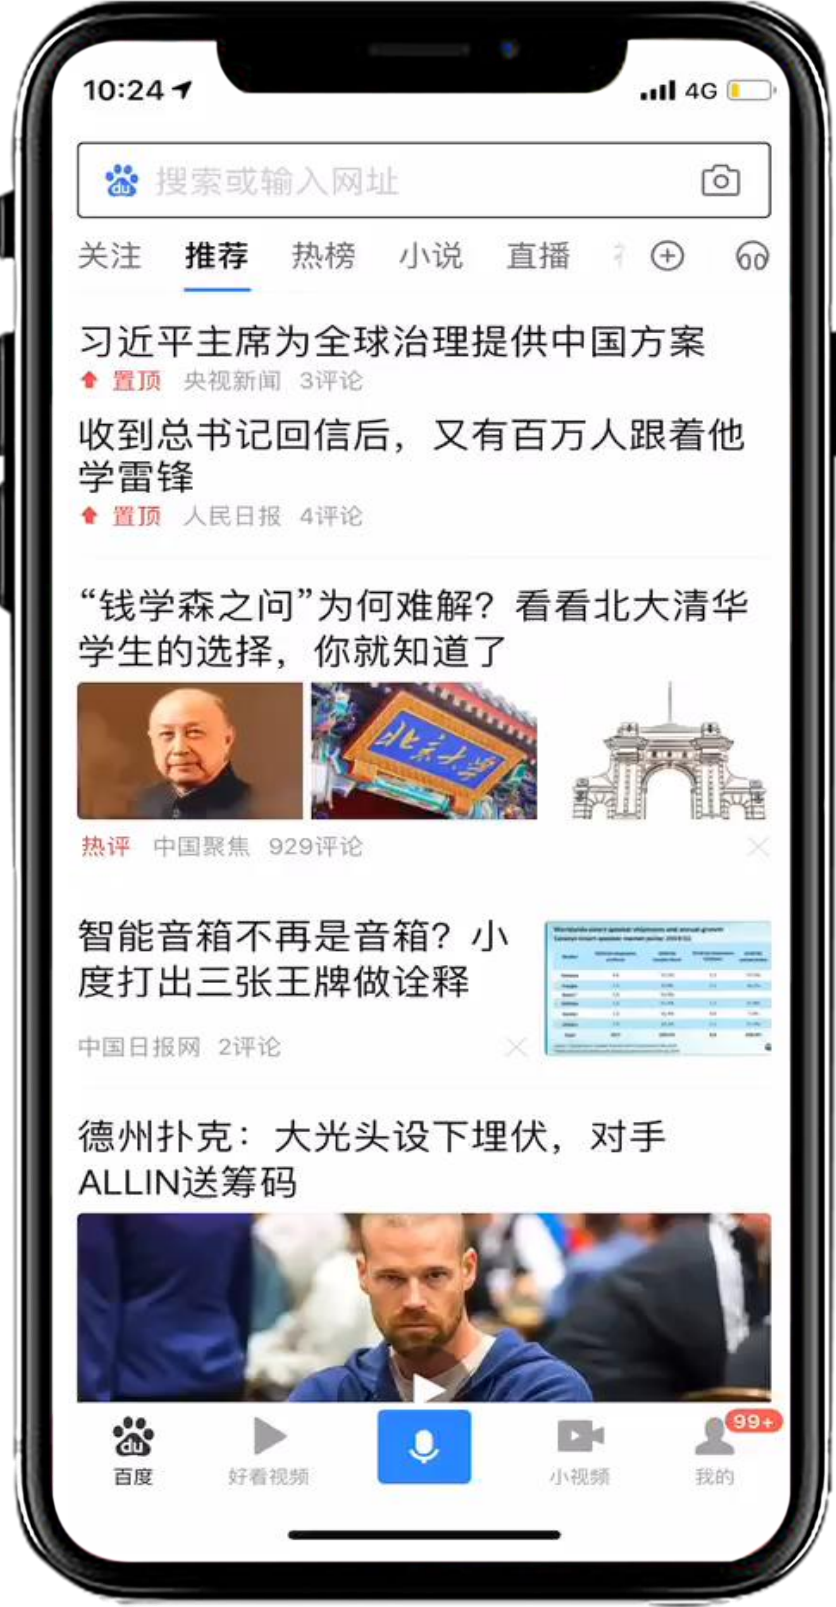 10:24
4G
du 搜索或输入网址
关注 推荐 热榜 小说 直播
习近平主席为全球治理提供中国方案
置顶 央视新闻 3评论
收到总书记回信后，又有百万人跟着他
学雷锋
置顶 人民日报 4评论
“钱学森之问”为何难解？看看北大清华
学生的选择，你就知道了
北京大学
热评 中国聚焦 929评论
智能音箱不再是音箱？小
度打出三张王牌做诠释
中国日报网 2评论
德州扑克：大光头设下埋伏，对手
ALLIN送筹码
du
99+
百度 好看视频 小视频 我的